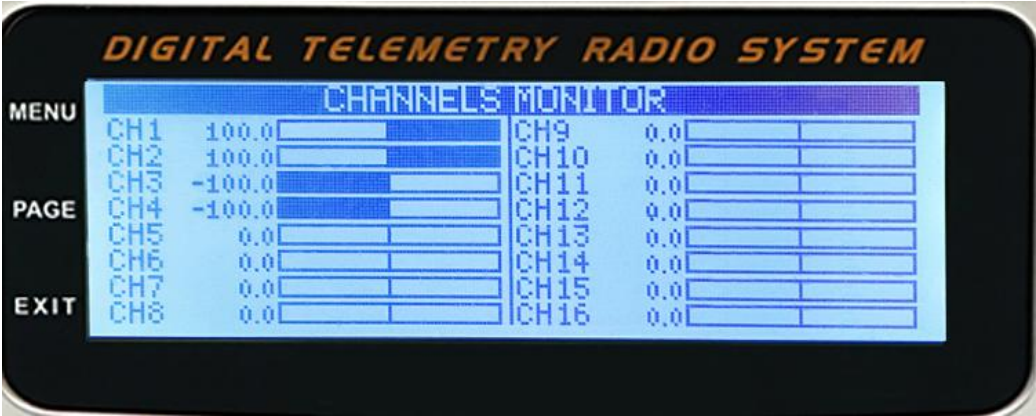 DIGITAL TELEMETRY RADIO SYSTEM
MENU
PAGE
EXIT
CHANNELS MONITOR
CH1 100.0
CH2 100.0
CH3 -100.0
CH4 -100.0
CH5 0.0
CH6 0.0
CH7 0.0
CH8 0.0
CH9 0.0
CH10 0.0
CH11 0.0
CH12 0.0
CH13 0.0
CH14 0.0
CH15 0.0
CH16 0.0